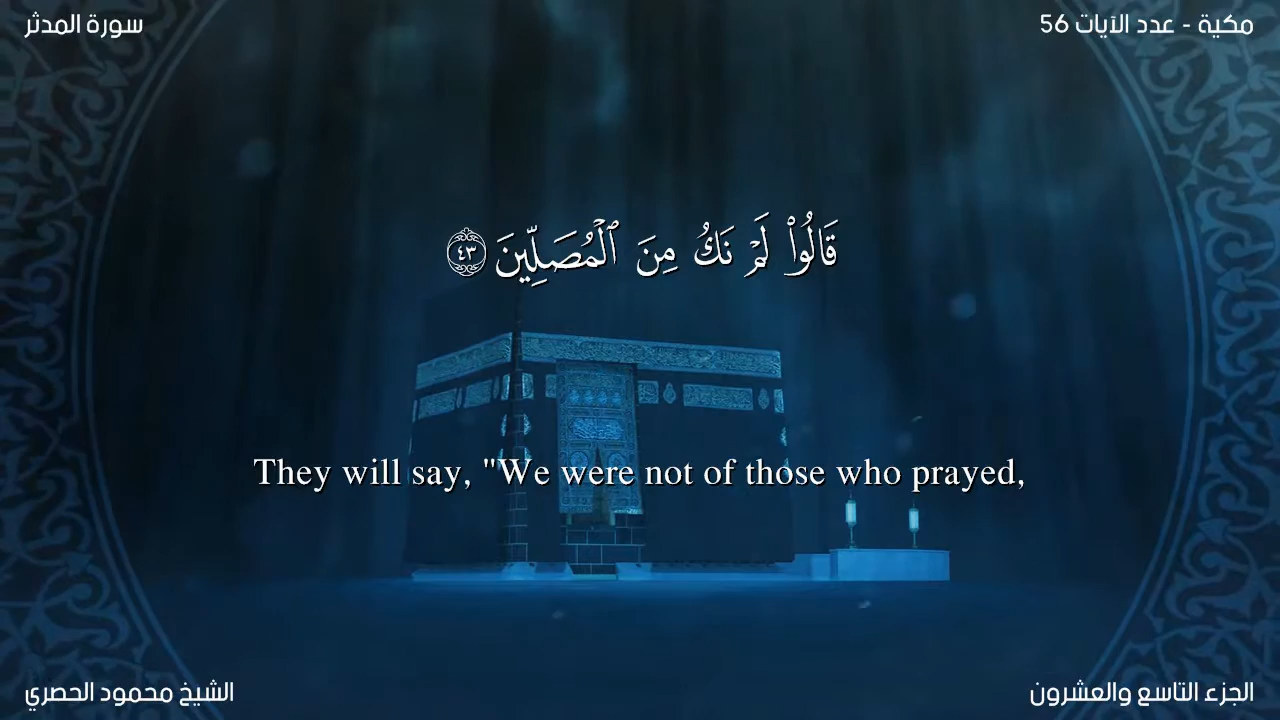 مكية - عدد الآيات 56
سورة المدثر
قَالُوا۟ لَمْ نَكُ مِنَ ٱلْمُصَلِّينَ ٤٣
They will say, "We were not of those who prayed,
الجزء التاسع والعشرون
الشيخ محمود الحصري